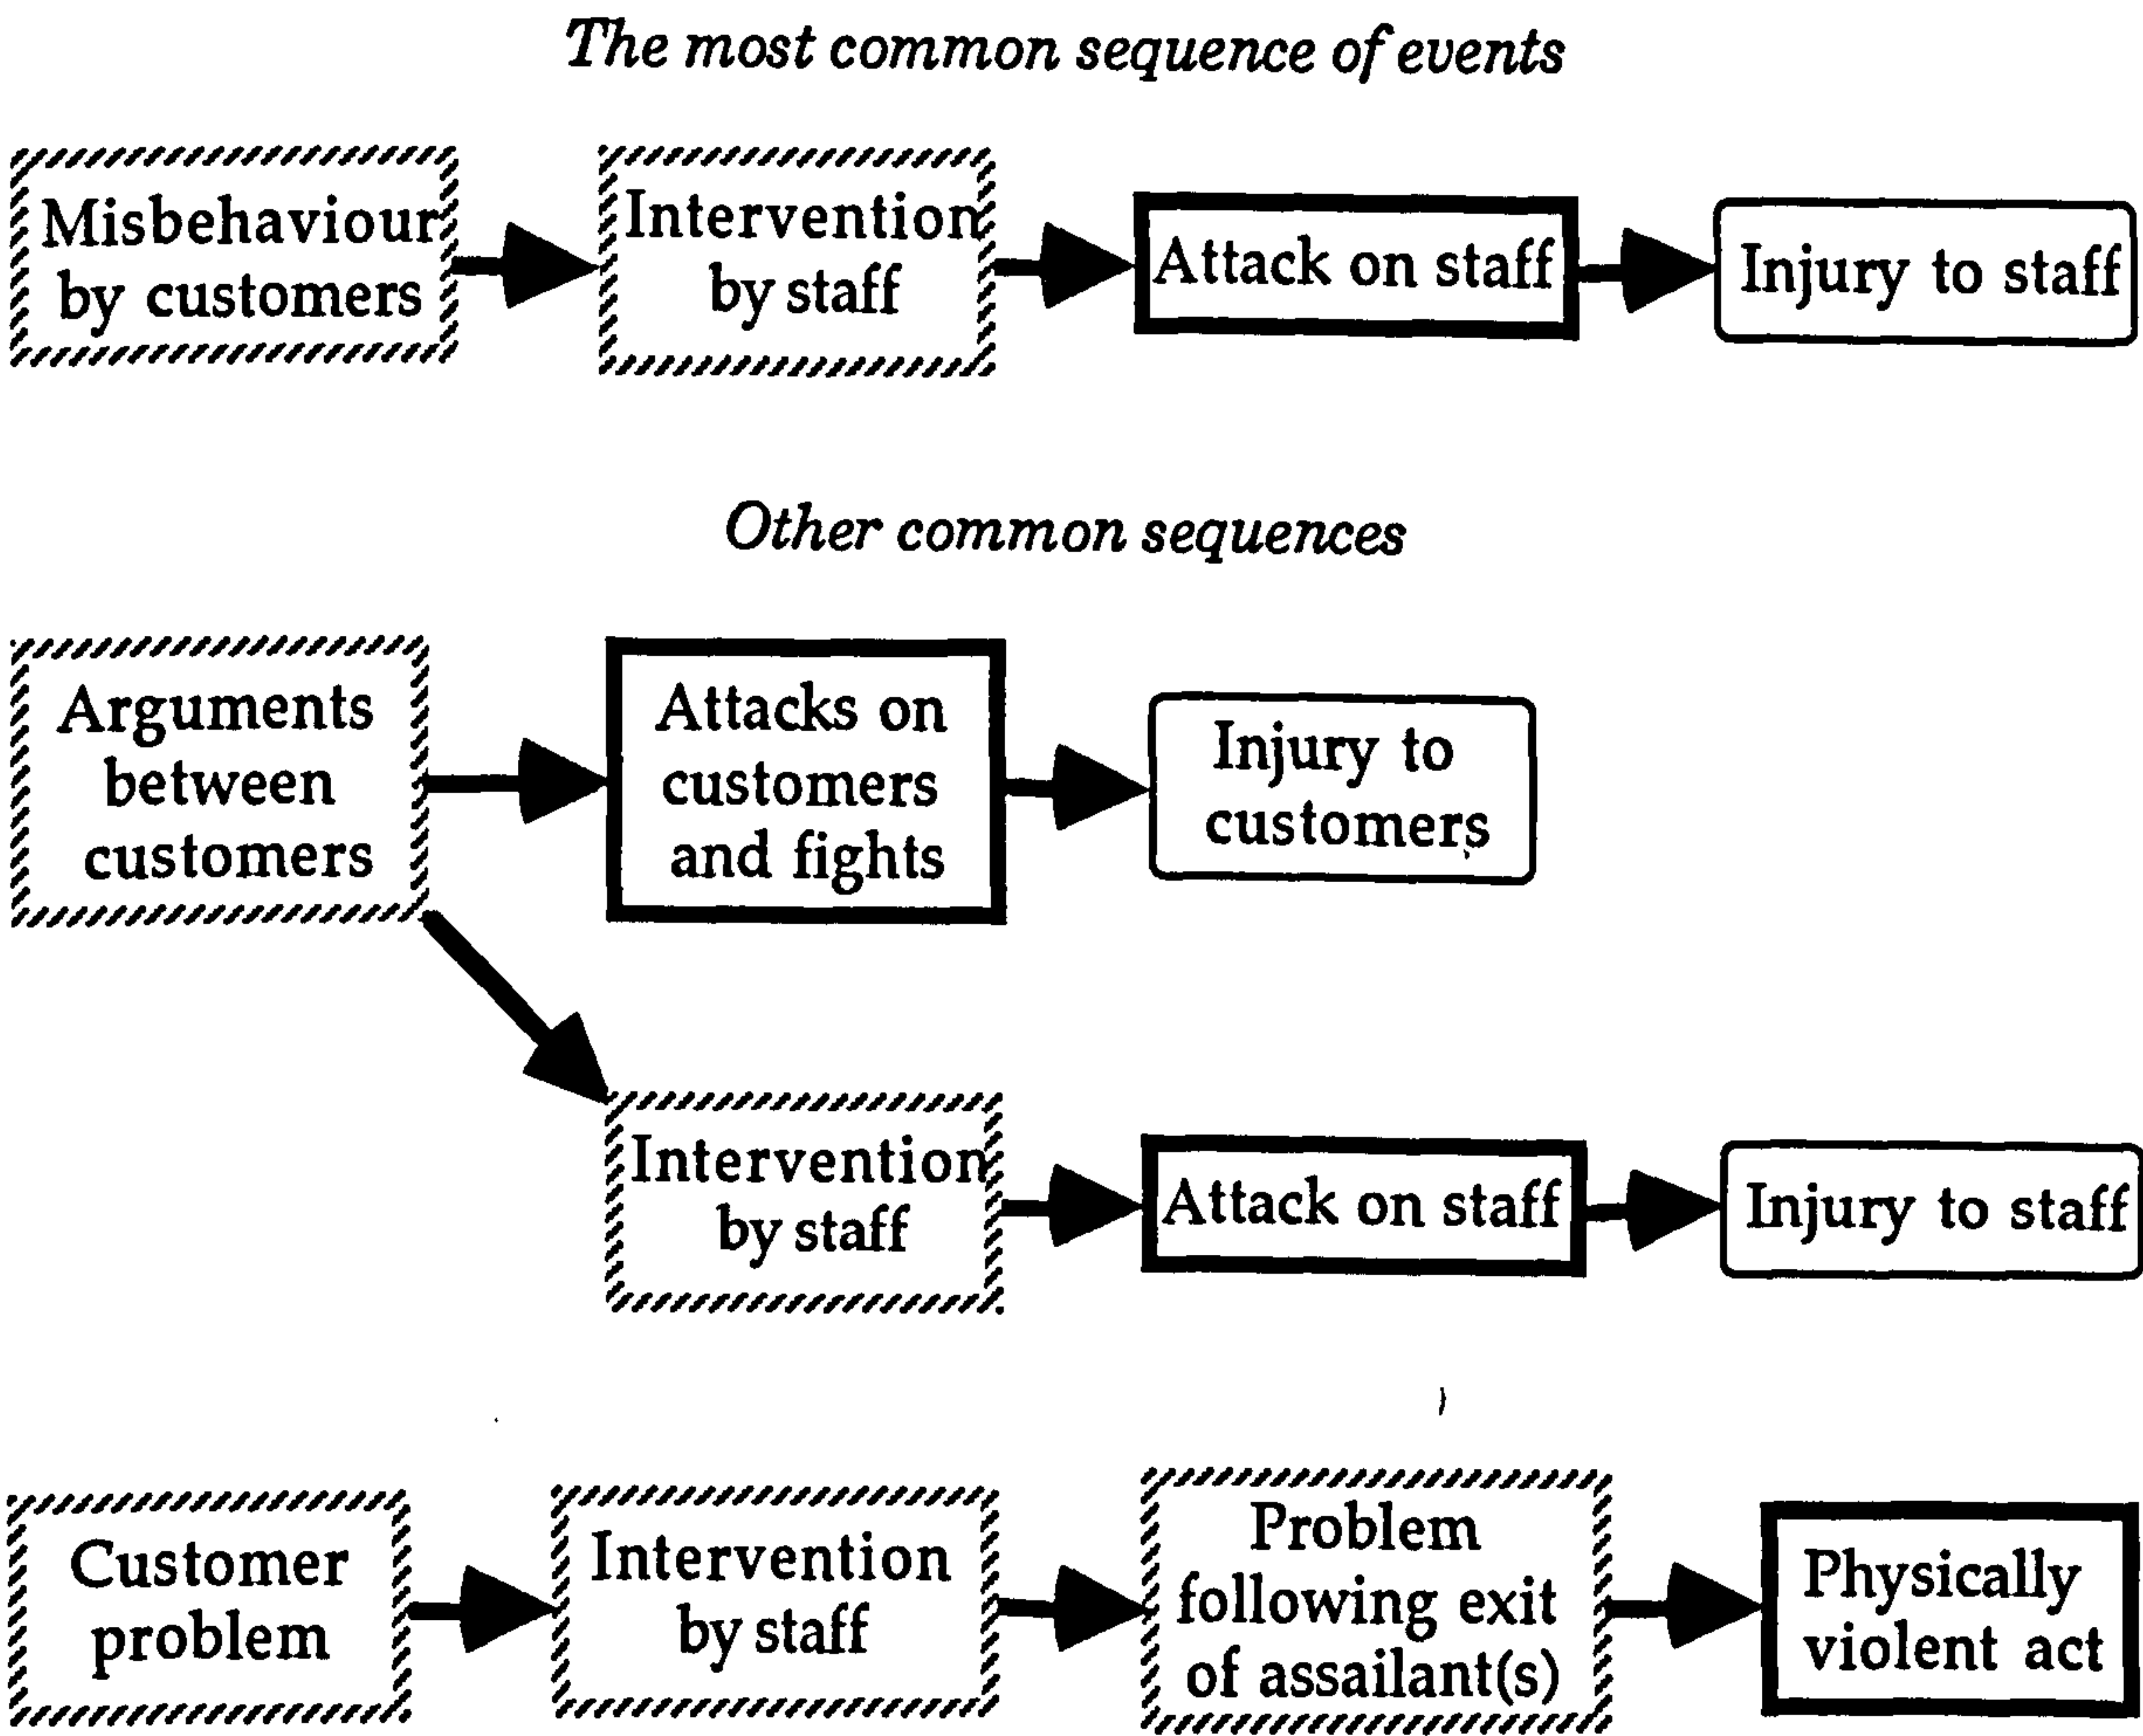 The most common sequence of events
Misbehaviour
by customers
Intervention
by staff
Attack on staff
Injury to staff
Other common sequences
Arguments
between
customers
Attacks on
customers
and fights
Injury to
customers
Intervention
by staff
Attack on staff
Injury to staff
Customer
problem
Intervention
by staff
Problem
following exit
of assailant(s)
Physically
violent act